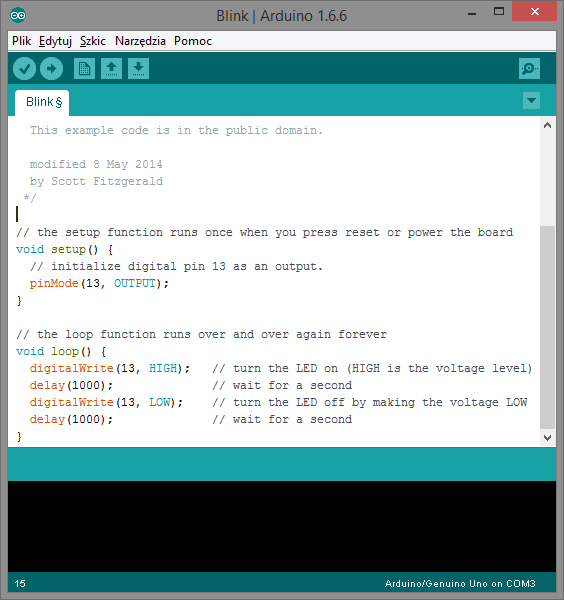 Blink | Arduino 1.6.6
Plik Edytuj Szkic Narzędzia Pomoc
Blink §
This example code is in the public domain.
modified 8 May 2014
by Scott Fitzgerald
*/
// the setup function runs once when you press reset or power the board
void setup() {
// initialize digital pin 13 as an output.
pinMode(13, OUTPUT);
}
// the loop function runs over and over again forever
void loop() {
digitalWrite(13, HIGH);   // turn the LED on (HIGH is the voltage level)
delay(1000);              // wait for a second
digitalWrite(13, LOW);    // turn the LED off by making the voltage LOW
delay(1000);              // wait for a second
}
15 Arduino/Genuino Uno on COM3